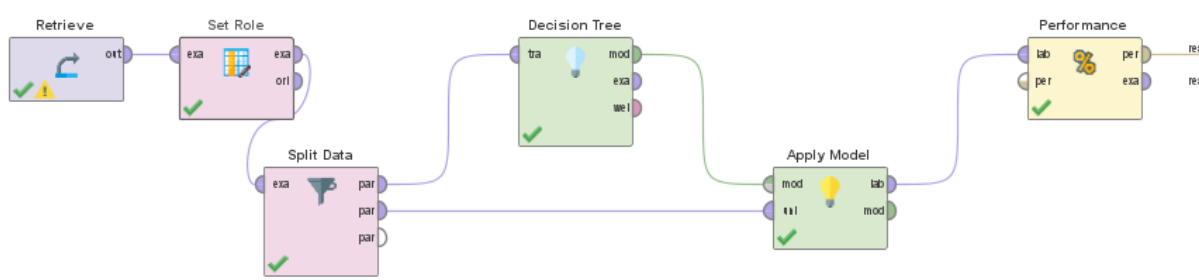 Retrieve
out
Set Role
exa
exa
ori
Split Data
exa
par
par
par
Decision Tree
tra
mod
exa
wei
Apply Model
mod
unl
lab
mod
Performance
lab
per
per
exa
%